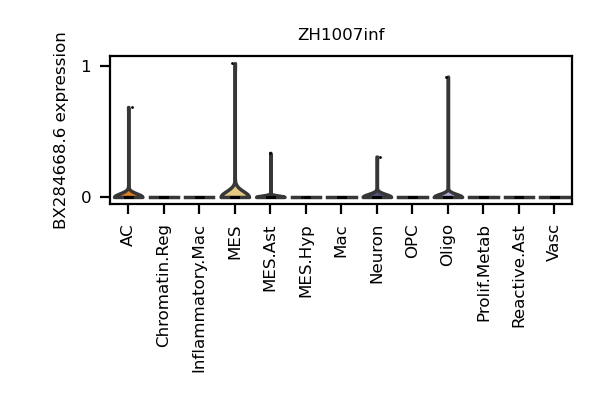 ZH1007inf
BX284668.6 expression
1
0
AC
Chromatin.Reg
Inflammatory.Mac
MES
MES.Ast
MES.Hyp
Mac
Neuron
OPC
Oligo
Prolif.Metab
Reactive.Ast
Vasc